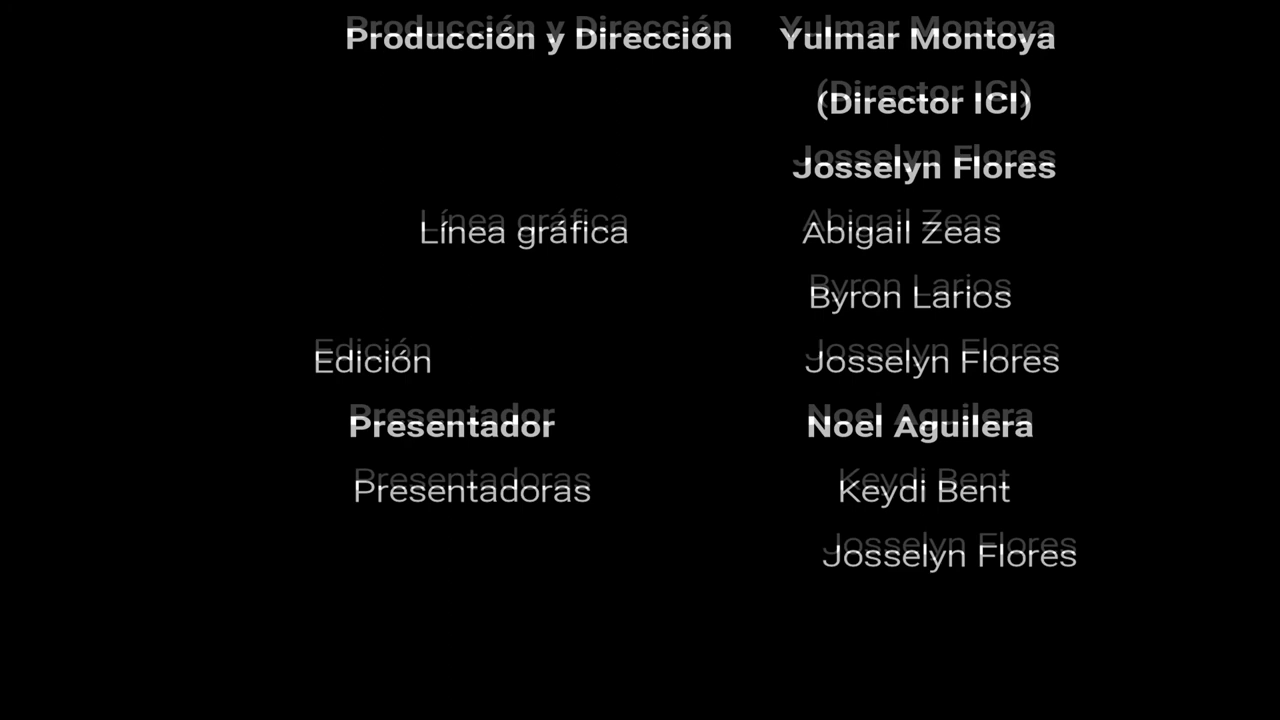 Producción y Dirección Yulmar Montoya
(Director ICI)
Josselyn Flores
Línea gráfica Abigail Zeas
Byron Larios
Edición Josselyn Flores
Presentador Noel Aguilera
Presentadoras Keydi Bent
Josselyn Flores